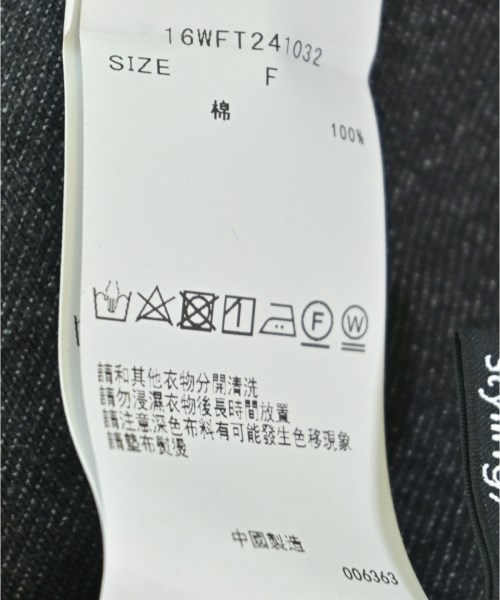 16WFT241032
SIZE F
棉
100%
F W
請和其他衣物分開清洗
請勿浸濕衣物後長時間放置
請注意深色布料有可能發生色移現象
請墊布熨燙
中國製造
006363
styling/